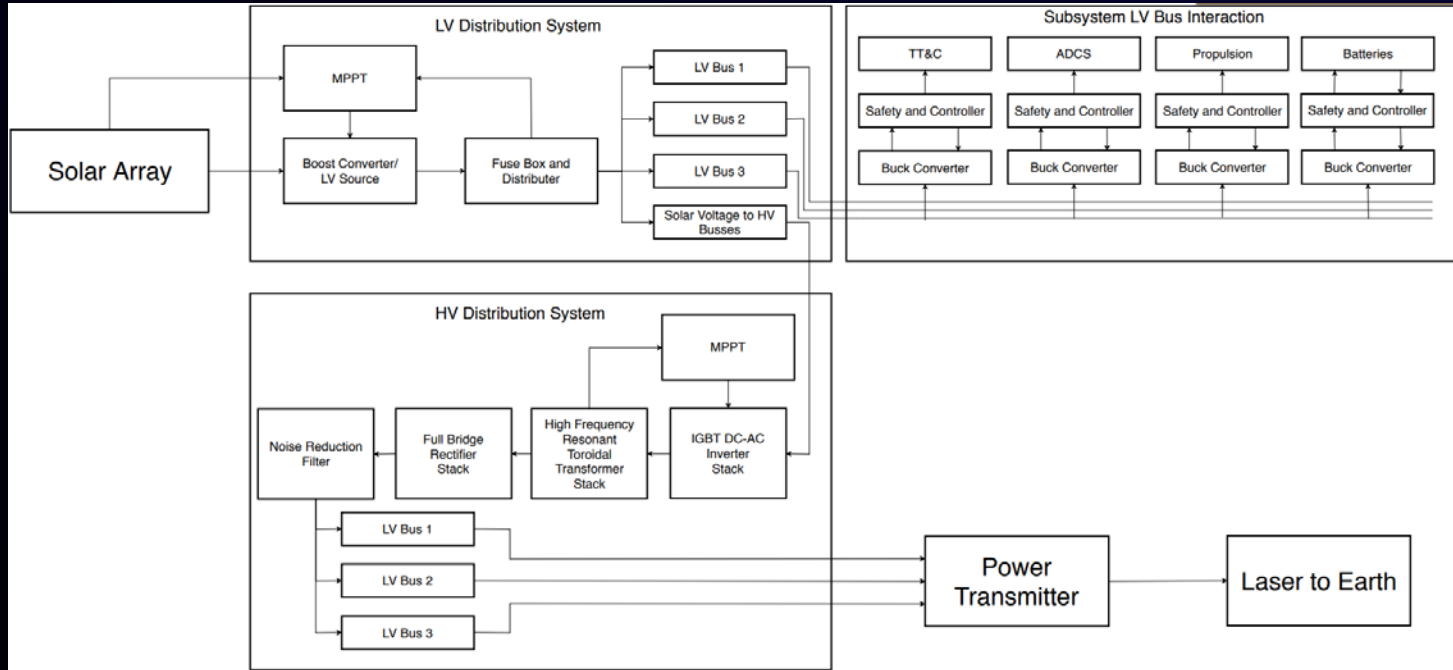 LV Distribution System
Subsystem LV Bus Interaction
Solar Array
MPPT
Boost Converter/
LV Source
Fuse Box and
Distributer
LV Bus 1
LV Bus 2
LV Bus 3
Solar Voltage to HV
Busses
TT&C
ADCS
Propulsion
Batteries
Safety and Controller
Safety and Controller
Safety and Controller
Safety and Controller
Buck Converter
Buck Converter
Buck Converter
Buck Converter
HV Distribution System
MPPT
Noise Reduction
Filter
Full Bridge
Rectifier
Stack
High Frequency
Resonant
Toroidal
Transformer
Stack
IGBT DC-AC
Inverter
Stack
LV Bus 1
LV Bus 2
LV Bus 3
Power
Transmitter
Laser to Earth